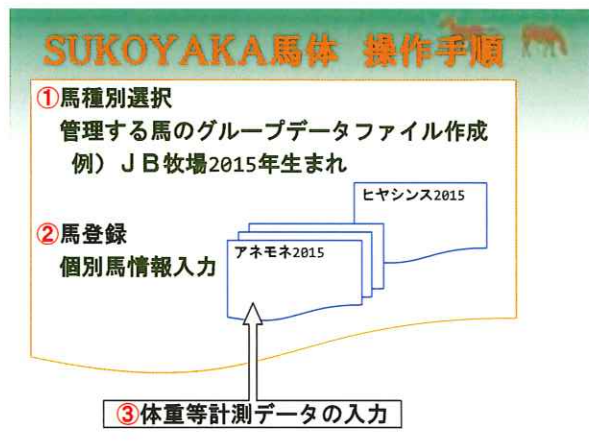 SUKOYAKA馬体 操作手順
①馬種別選択
管理する馬のグループデータファイル作成
例）ＪＢ牧場2015年生まれ
ヒヤシンス2015
②馬登録
アネモネ2015
個別馬情報入力
③体重等計測データの入力